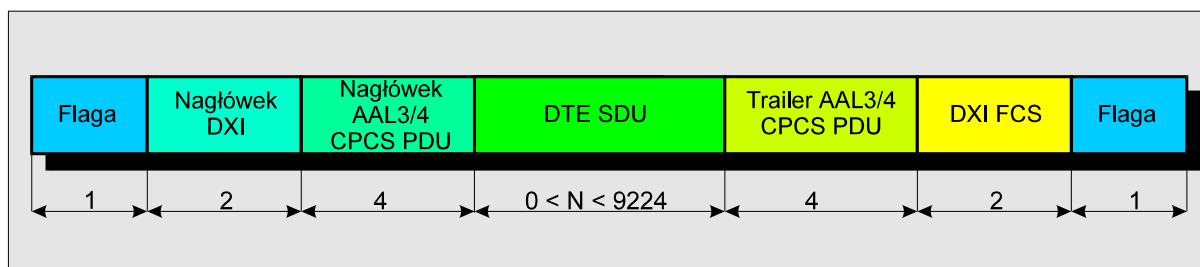 Flaga
Nagłówek
DXI
Nagłówek
AAL3/4
CPCS PDU
DTE SDU
Trailer AAL3/4
CPCS PDU
DXI FCS
Flaga
1
2
4
0 < N < 9224
4
2
1